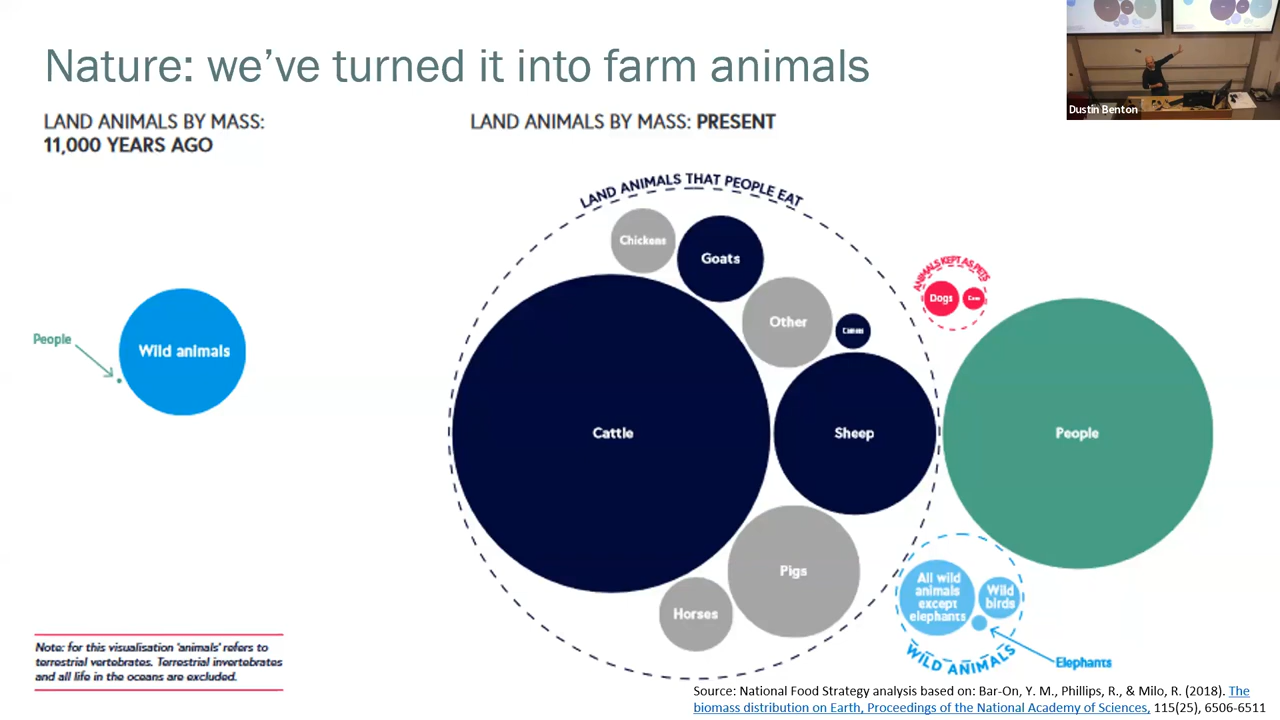 Nature: we've turned it into farm animals
LAND ANIMALS BY MASS:
11,000 YEARS AGO
LAND ANIMALS BY MASS: PRESENT
Dustin Benton
People
Wild animals
LAND ANIMALS THAT PEOPLE EAT
Chickens
Goats
Other
Cattle
Sheep
Pigs
Horses
ANIMALS KEPT AS PETS
Dogs
People
All wild
animals
except
elephants
Wild
birds
WILD ANIMALS
Elephants
Note: for this visualisation 'animals' refers to
terrestrial vertebrates. Terrestrial invertebrates
and all life in the oceans are excluded.
Source: National Food Strategy analysis based on: Bar-On, Y. M., Phillips, R., & Milo, R. (2018). The
biomass distribution on Earth, Proceedings of the National Academy of Sciences, 115(25), 6506-6511